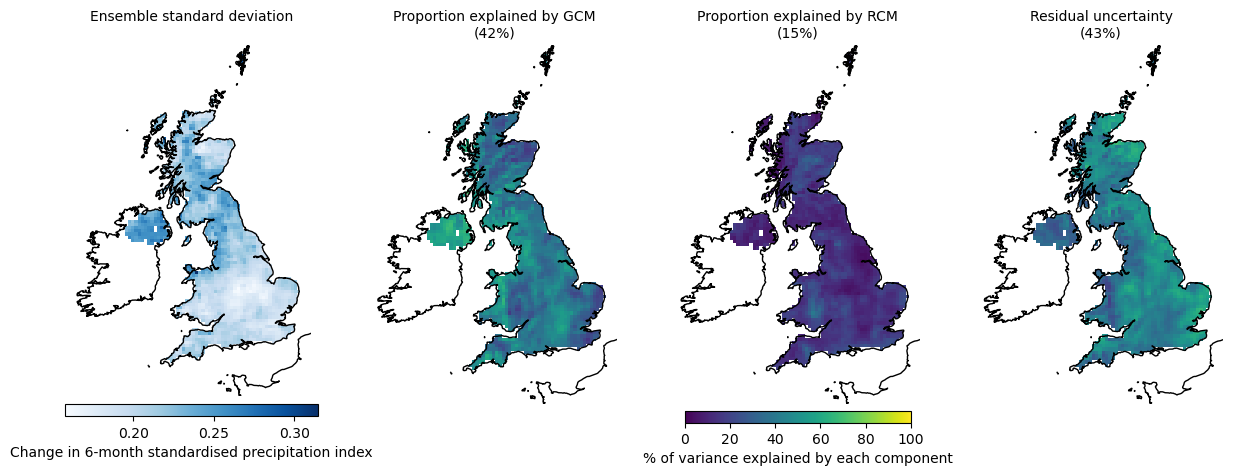 Ensemble standard deviation
Proportion explained by GCM
(42%)
Proportion explained by RCM
(15%)
Residual uncertainty
(43%)
0.20 0.25 0.30
Change in 6-month standardised precipitation index
0 20 40 60 80 100
% of variance explained by each component